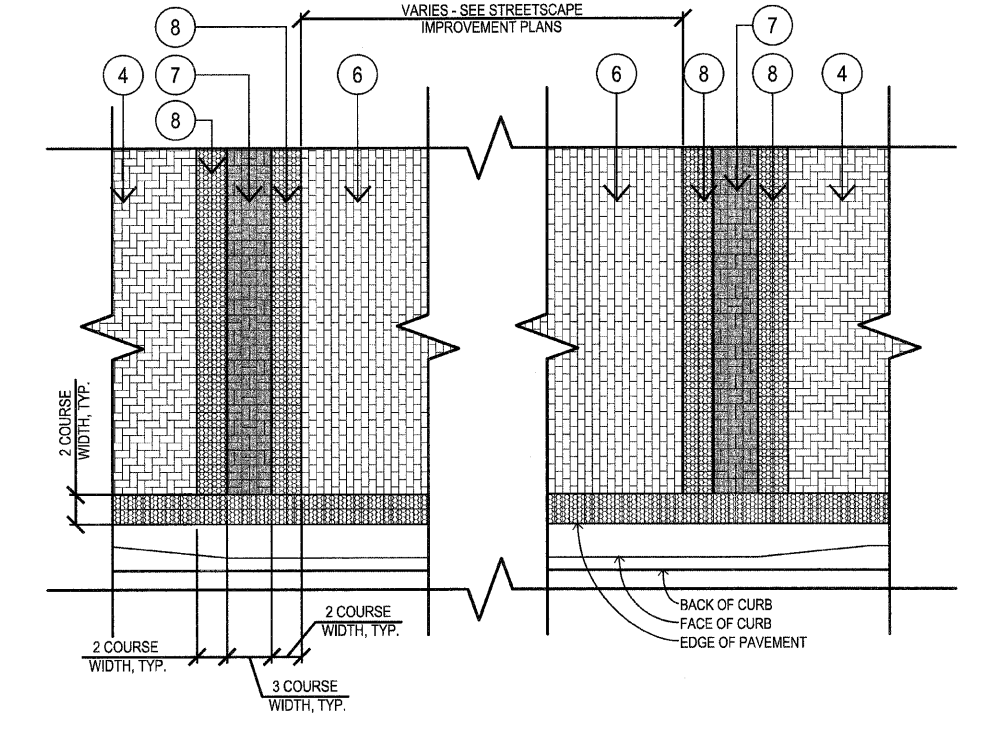 VARIES - SEE STREETSCAPE
IMPROVEMENT PLANS
8
7
4
7
6
6
8
8
4
8
2 COURSE
WIDTH, TYP.
BACK OF CURB
FACE OF CURB
EDGE OF PAVEMENT
2 COURSE
WIDTH, TYP.
2 COURSE
WIDTH, TYP.
3 COURSE
WIDTH, TYP.